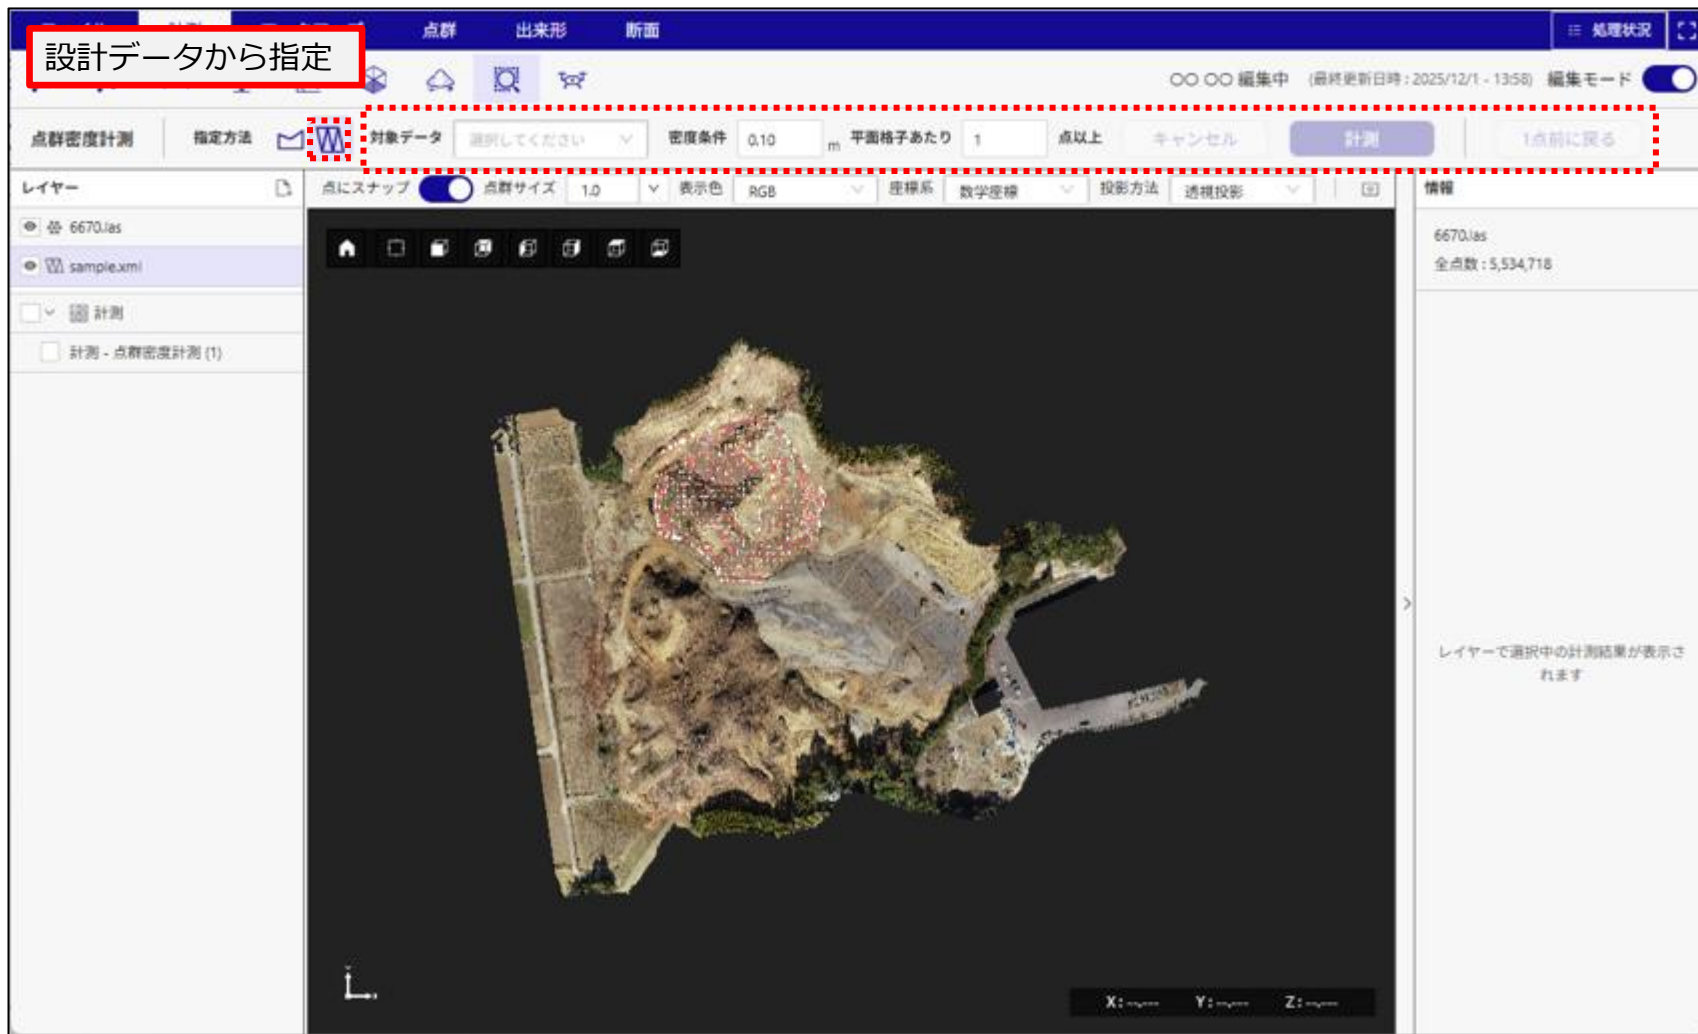 設計データから指定
点群 出来形 断面 処理状況
○○ ○○ 編集中 (最終更新日時:2025/12/1 - 13:58) 編集モード
点群密度計測 指定方法 対象データ 選択してください 密度条件 0.10 m 平面格子あたり 1 点以上 キャンセル 計測 1点前に戻る
レイヤー 点にスナップ 点群サイズ 1.0 表示色 RGB 座標系 数学座標 投影方法 透視投影 情報
6670.las
sample.xml
計測
計測 - 点群密度計測 (1)
6670.las
全点数:5,534,718
レイヤーで選択中の計測結果が表示さ
れます
X:--.--- Y:--.--- Z:--.---